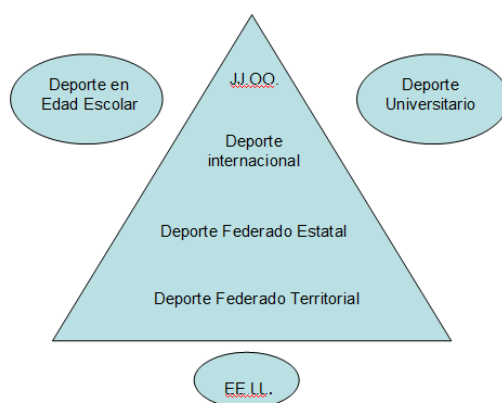 Deporte en
Edad Escolar
JJ.OO.
Deporte
Universitario
Deporte
internacional
Deporte Federado Estatal
Deporte Federado Territorial
EE.LL.